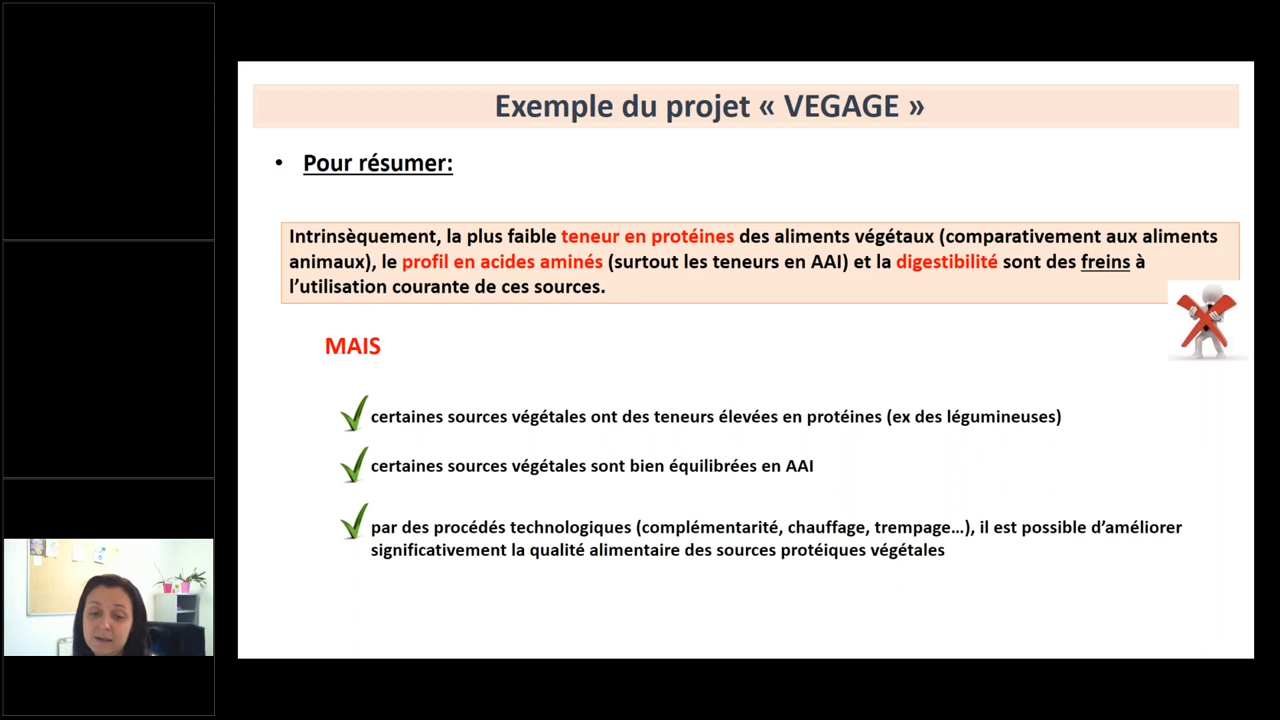 Exemple du projet « VEGAGE »
• Pour résumer:
Intrinsèquement, la plus faible teneur en protéines des aliments végétaux (comparativement aux aliments
animaux), le profil en acides aminés (surtout les teneurs en AAI) et la digestibilité sont des freins à
l’utilisation courante de ces sources.
MAIS
certaines sources végétales ont des teneurs élevées en protéines (ex des légumineuses)
certaines sources végétales sont bien équilibrées en AAI
par des procédés technologiques (complémentarité, chauffage, trempage…), il est possible d’améliorer
significativement la qualité alimentaire des sources protéiques végétales